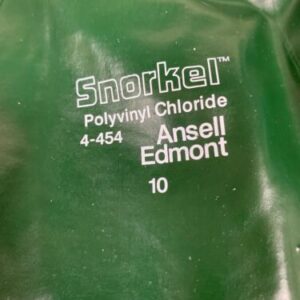 Snorkel™
Polyvinyl Chloride
4-454 Ansell
Edmont
10